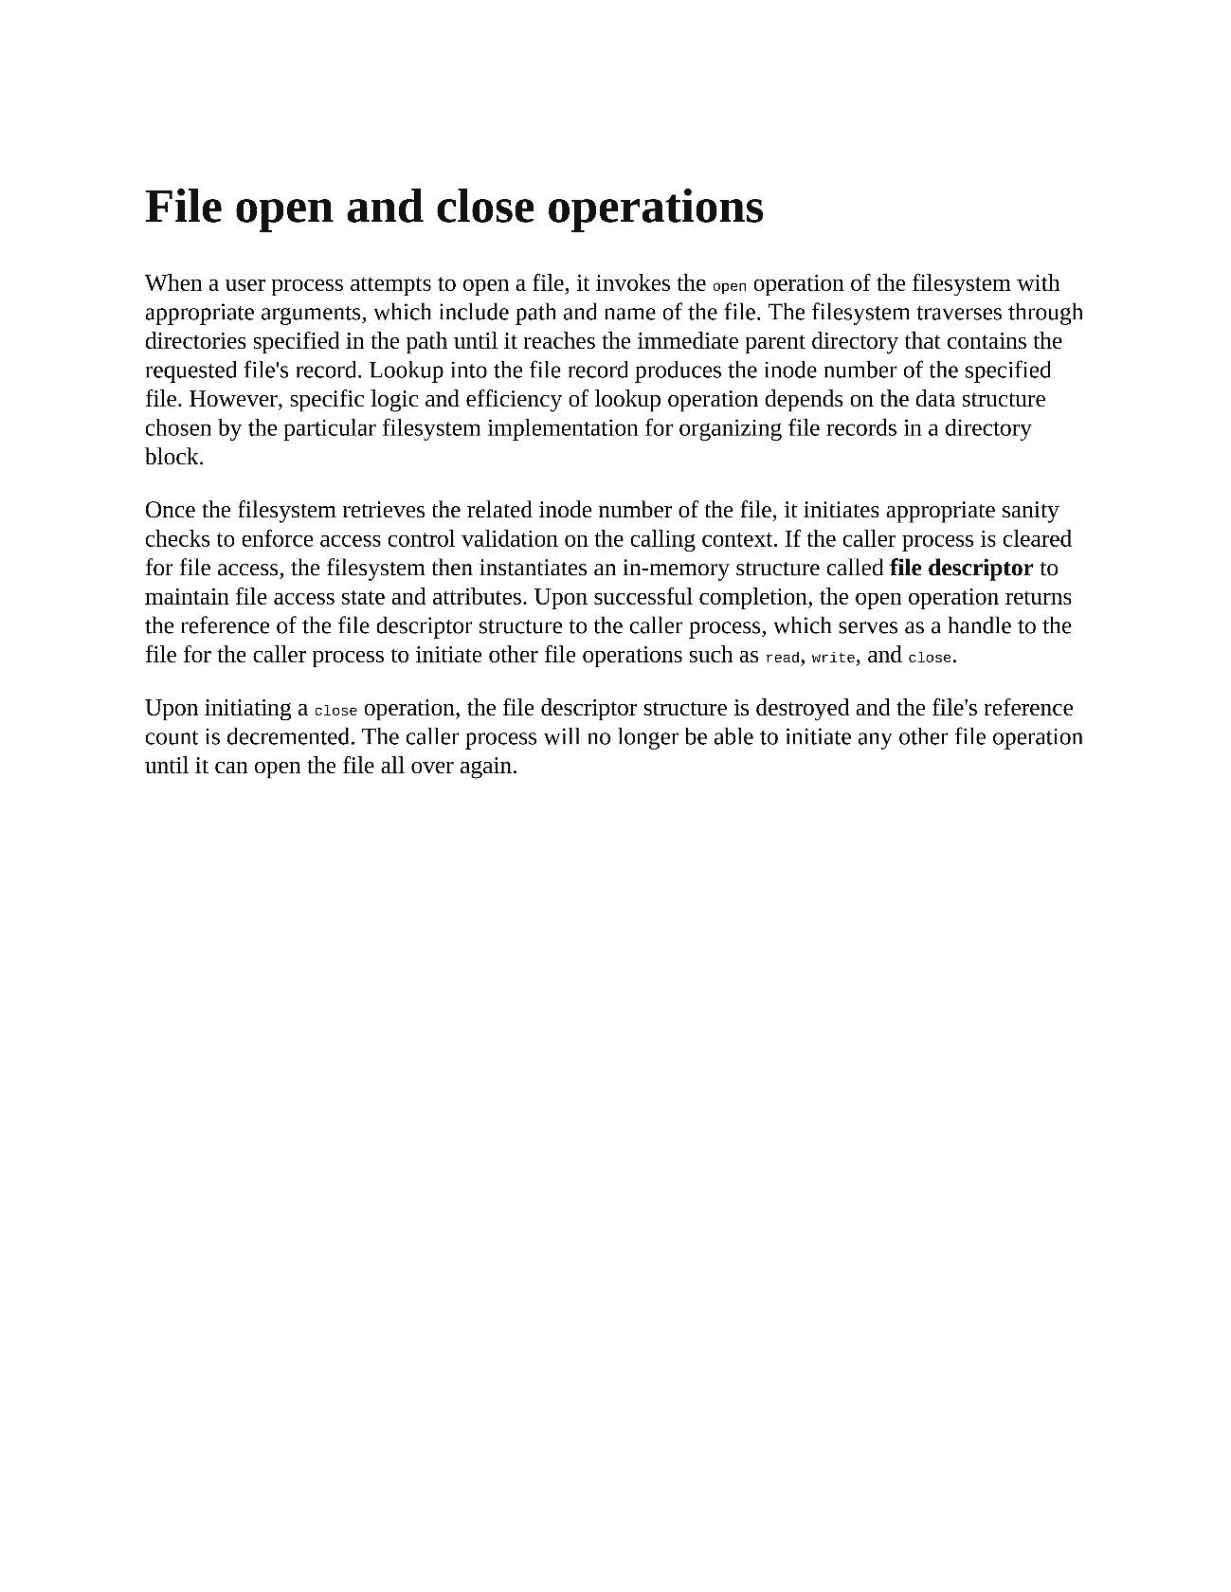 File open and close operations
When a user process attempts to open a file, it invokes the open operation of the filesystem with
appropriate arguments, which include path and name of the file. The filesystem traverses through
directories specified in the path until it reaches the immediate parent directory that contains the
requested file's record. Lookup into the file record produces the inode number of the specified
file. However, specific logic and efficiency of lookup operation depends on the data structure
chosen by the particular filesystem implementation for organizing file records in a directory
block.
Once the filesystem retrieves the related inode number of the file, it initiates appropriate sanity
checks to enforce access control validation on the calling context. If the caller process is cleared
for file access, the filesystem then instantiates an in-memory structure called file descriptor to
maintain file access state and attributes. Upon successful completion, the open operation returns
the reference of the file descriptor structure to the caller process, which serves as a handle to the
file for the caller process to initiate other file operations such as read, write, and close.
Upon initiating a close operation, the file descriptor structure is destroyed and the file's reference
count is decremented. The caller process will no longer be able to initiate any other file operation
until it can open the file all over again.